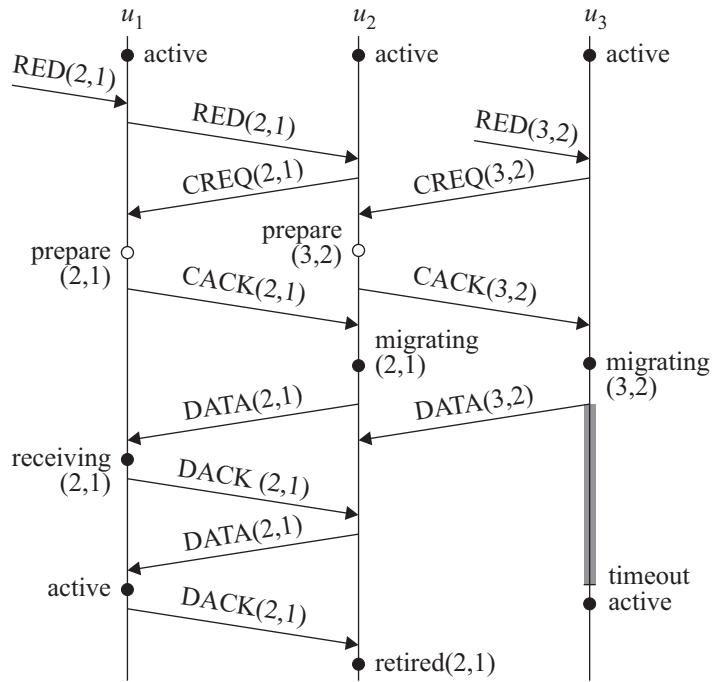 u1 u2 u3
active active active
RED(2,1)
RED(2,1) RED(3,2)
CREQ(2,1) CREQ(3,2)
prepare
(2,1)
prepare
(3,2)
CACK(2,1) CACK(3,2)
migrating
(2,1)
migrating
(3,2)
DATA(2,1) DATA(3,2)
receiving
(2,1)
DACK (2,1)
DATA(2,1)
timeout
active active
DACK(2,1)
retired(2,1)